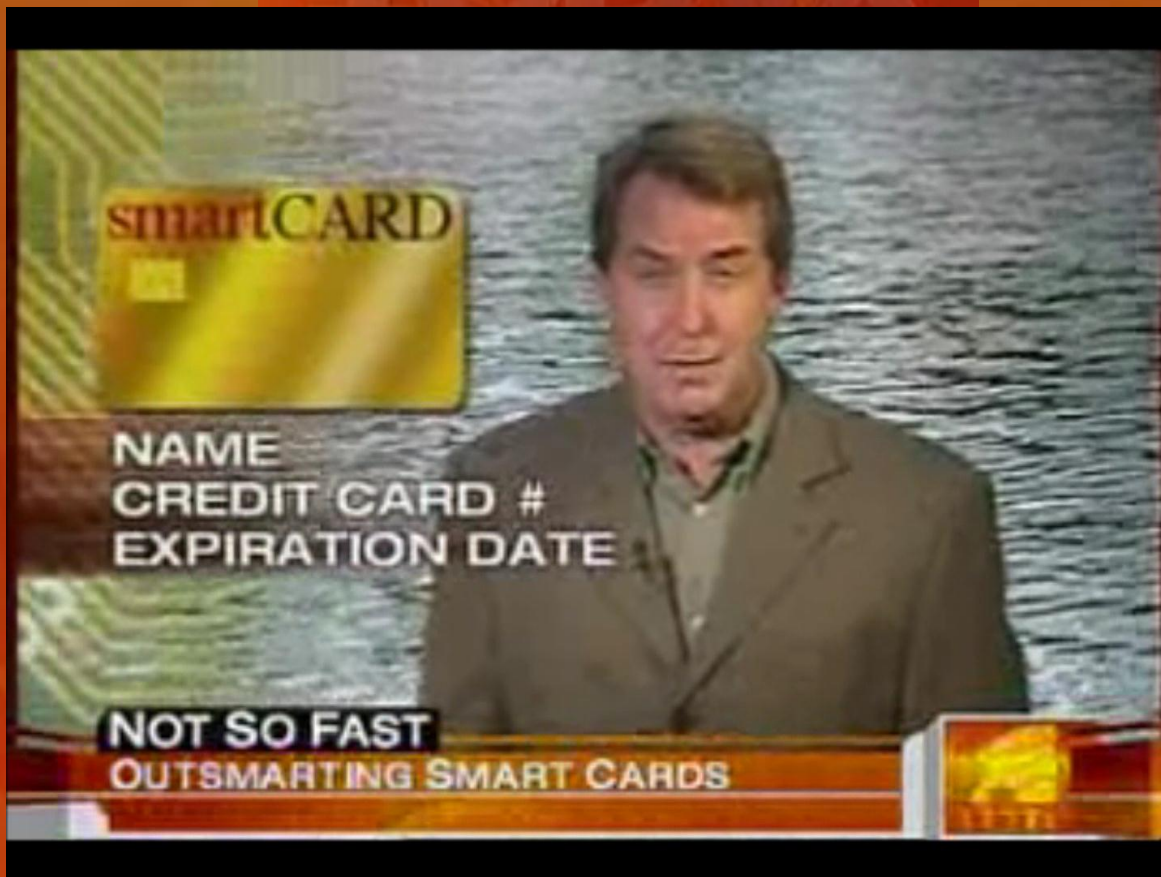 smartCARD
NAME
CREDIT CARD #
EXPIRATION DATE
NOT SO FAST
OUTSMARTING SMART CARDS